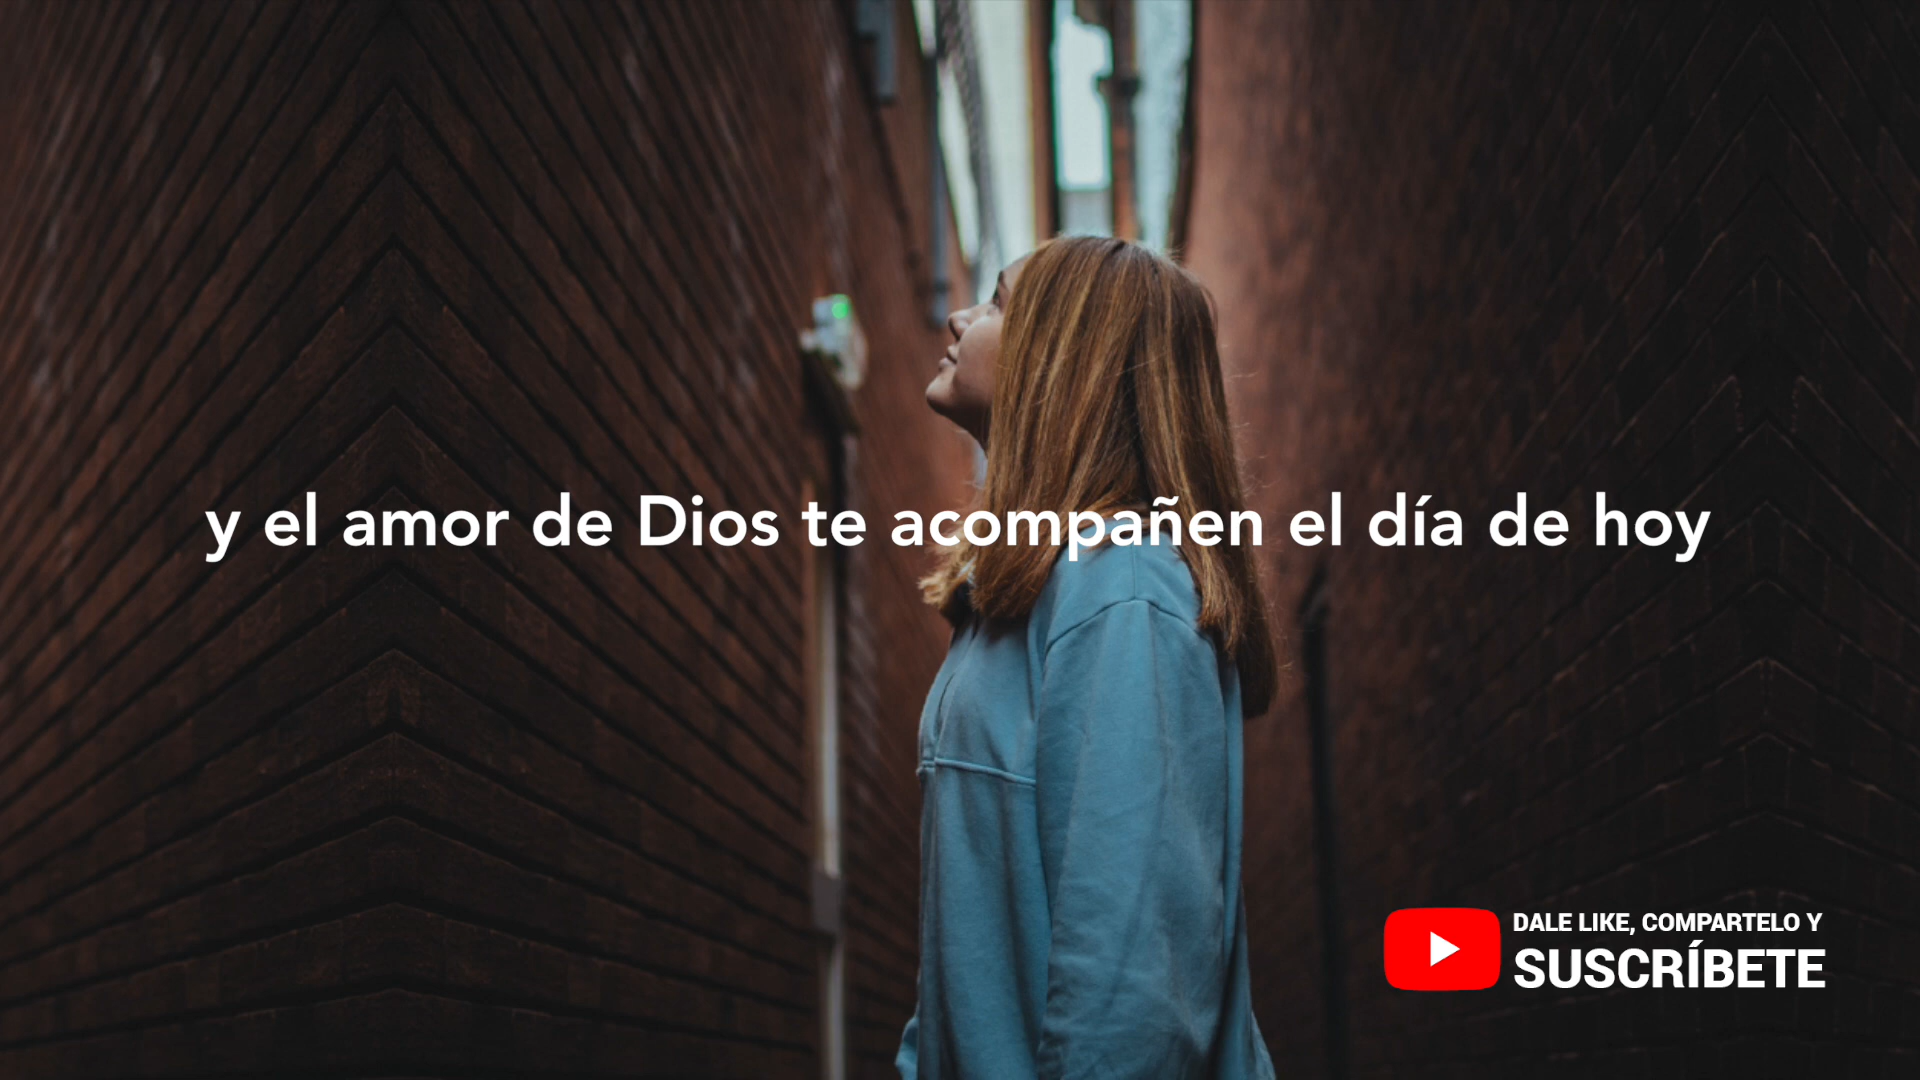 y el amor de Dios te acompañen el día de hoy
DALE LIKE, COMPARTELO Y
SUSCRÍBETE